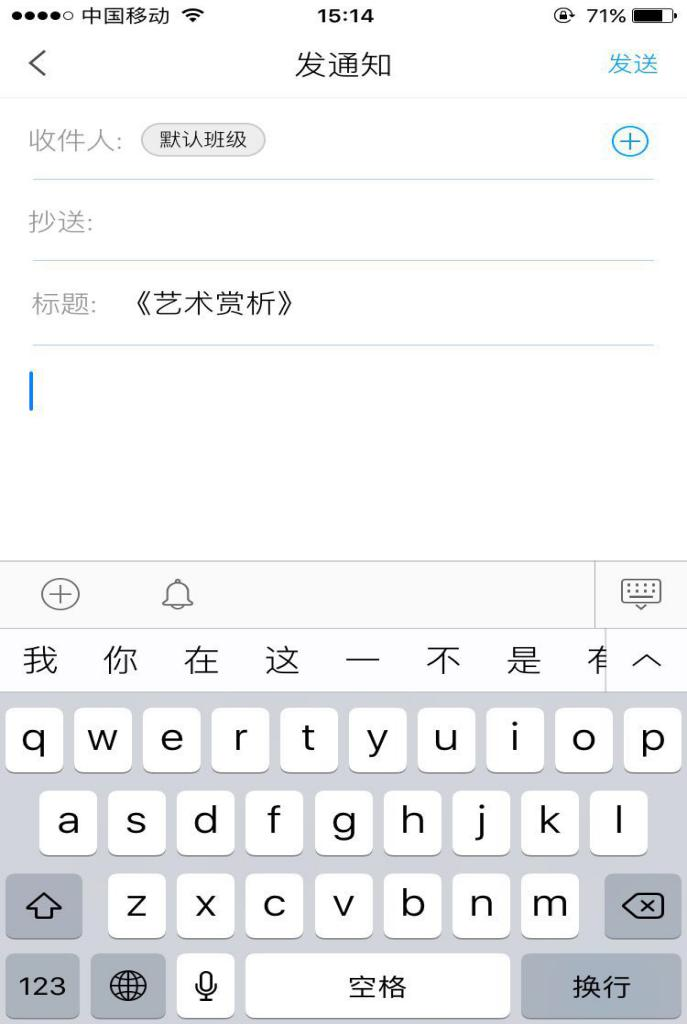 中国移动 15:14 71%
发通知 发送
收件人: 默认班级
抄送:
标题: 《艺术赏析》
我 你 在 这 一 不 是 有
q w e r t y u i o p
a s d f g h j k l
z x c v b n m
123 空格 换行